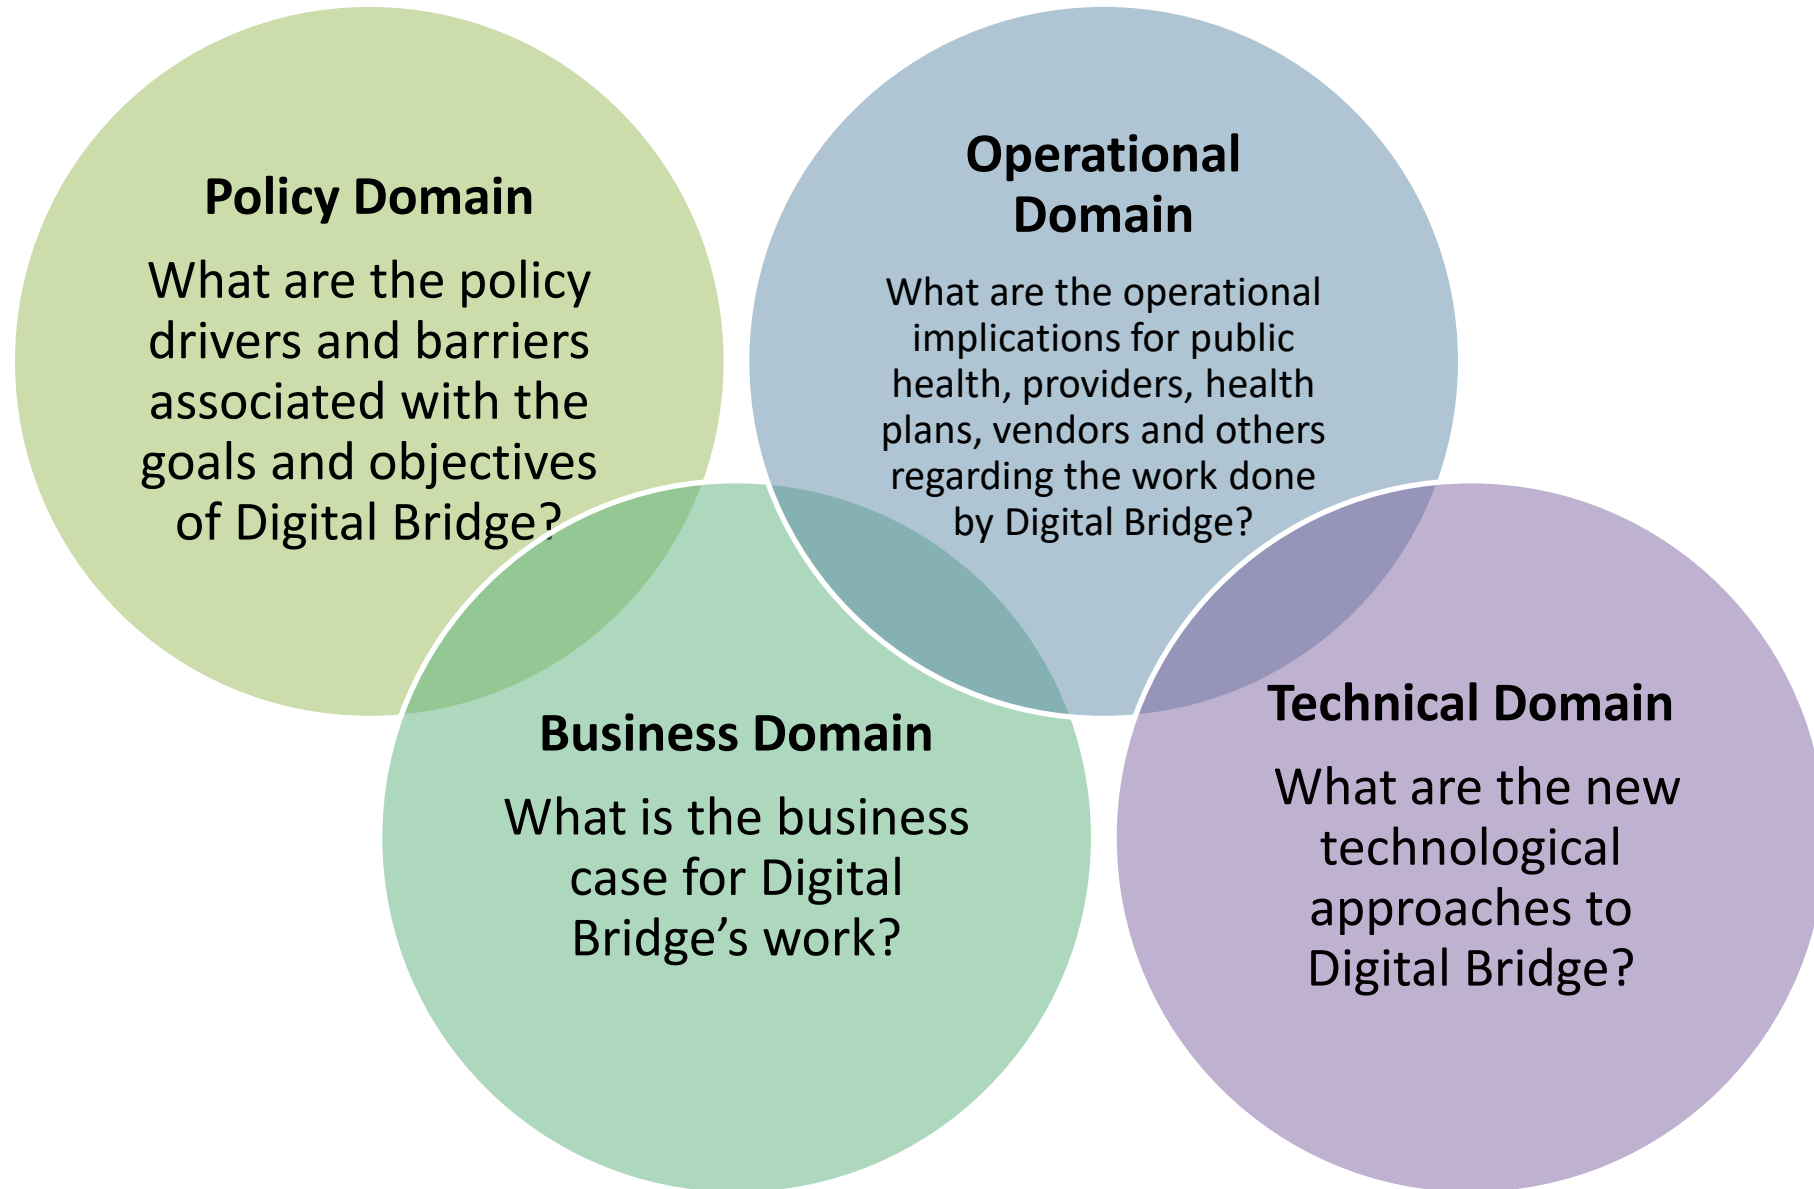 Policy Domain
What are the policy
drivers and barriers
associated with the
goals and objectives
of Digital Bridge?
Operational
Domain
What are the operational
implications for public
health, providers, health
plans, vendors and others
regarding the work done
by Digital Bridge?
Business Domain
What is the business
case for Digital
Bridge’s work?
Technical Domain
What are the new
technological
approaches to
Digital Bridge?